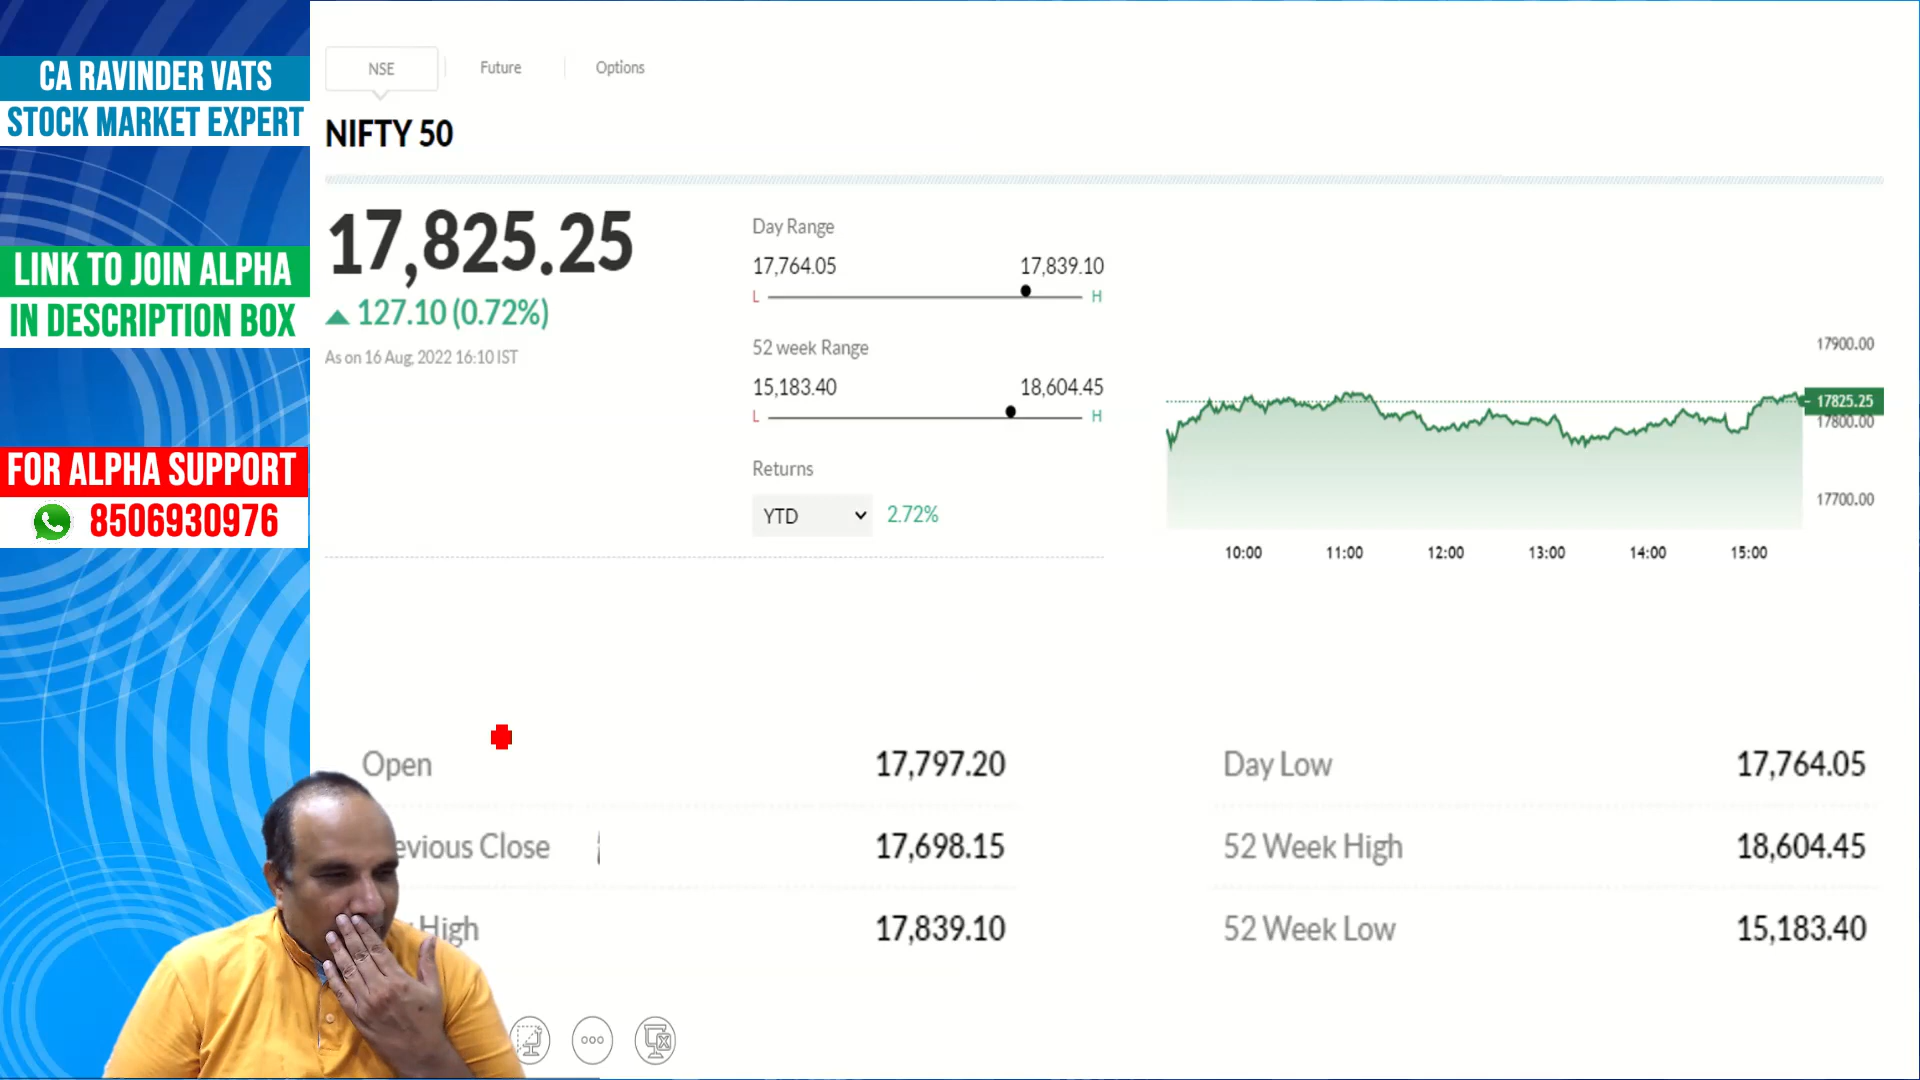 CA RAVINDER VATS
STOCK MARKET EXPERT
LINK TO JOIN ALPHA
IN DESCRIPTION BOX
FOR ALPHA SUPPORT
8506930976
NSE
Future
Options
NIFTY 50
17,825.25
127.10 (0.72%)
As on 16 Aug, 2022 16:10 IST
Day Range
17,764.05 17,839.10
L H
52 week Range
15,183.40 18,604.45
L H
Returns
YTD 2.72%
17900.00
17825.25
17800.00
17700.00
10:00 11:00 12:00 13:00 14:00 15:00
Open 17,797.20
evious Close 17,698.15
High 17,839.10
Day Low 17,764.05
52 Week High 18,604.45
52 Week Low 15,183.40